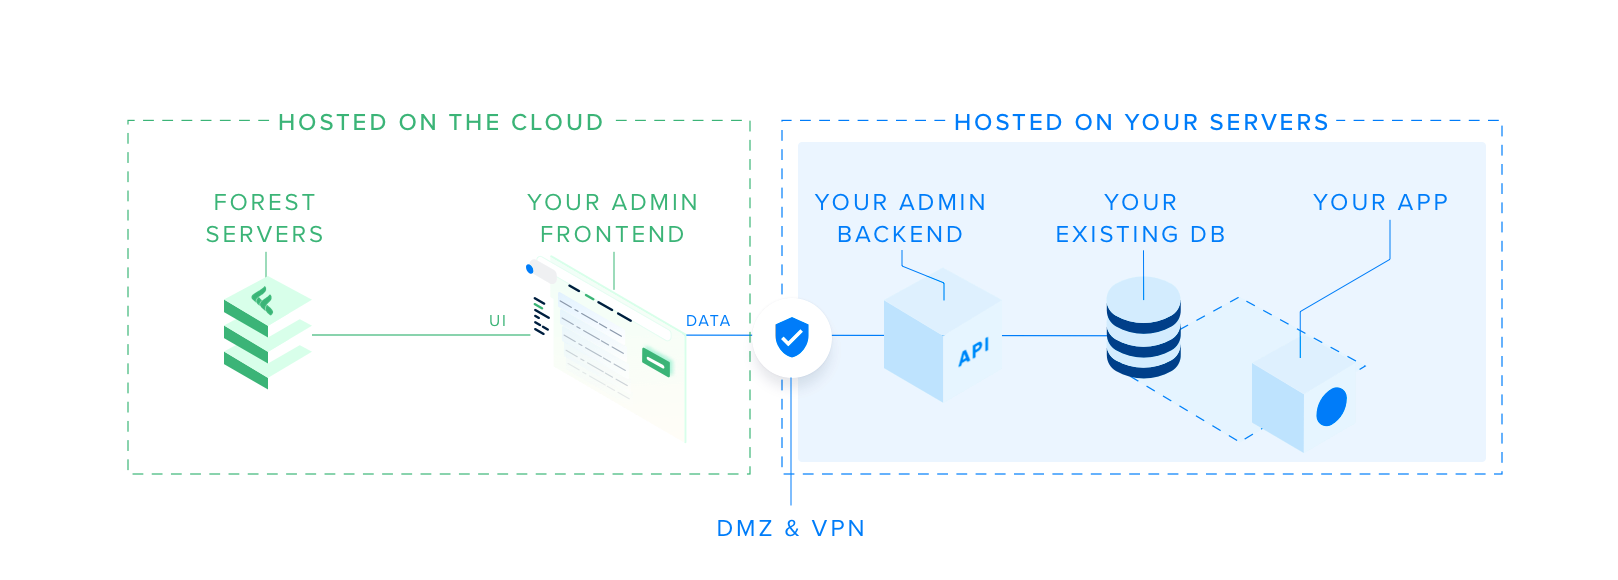 HOSTED ON THE CLOUD
HOSTED ON YOUR SERVERS
FOREST
SERVERS
YOUR ADMIN
FRONTEND
YOUR ADMIN
BACKEND
YOUR
EXISTING DB
YOUR APP
UI
DATA
API
DMZ & VPN